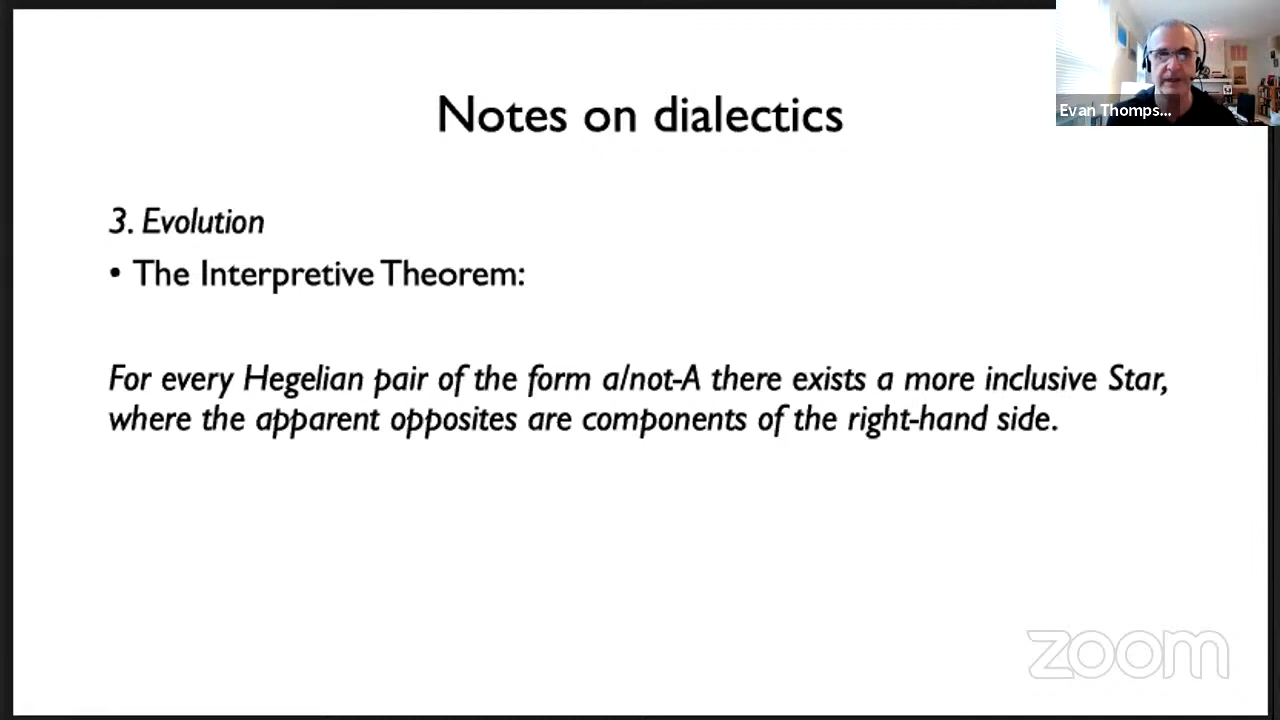 Notes on dialectics
Evan Thomps...
3. Evolution
• The Interpretive Theorem:
For every Hegelian pair of the form a/not-A there exists a more inclusive Star,
where the apparent opposites are components of the right-hand side.
zoom